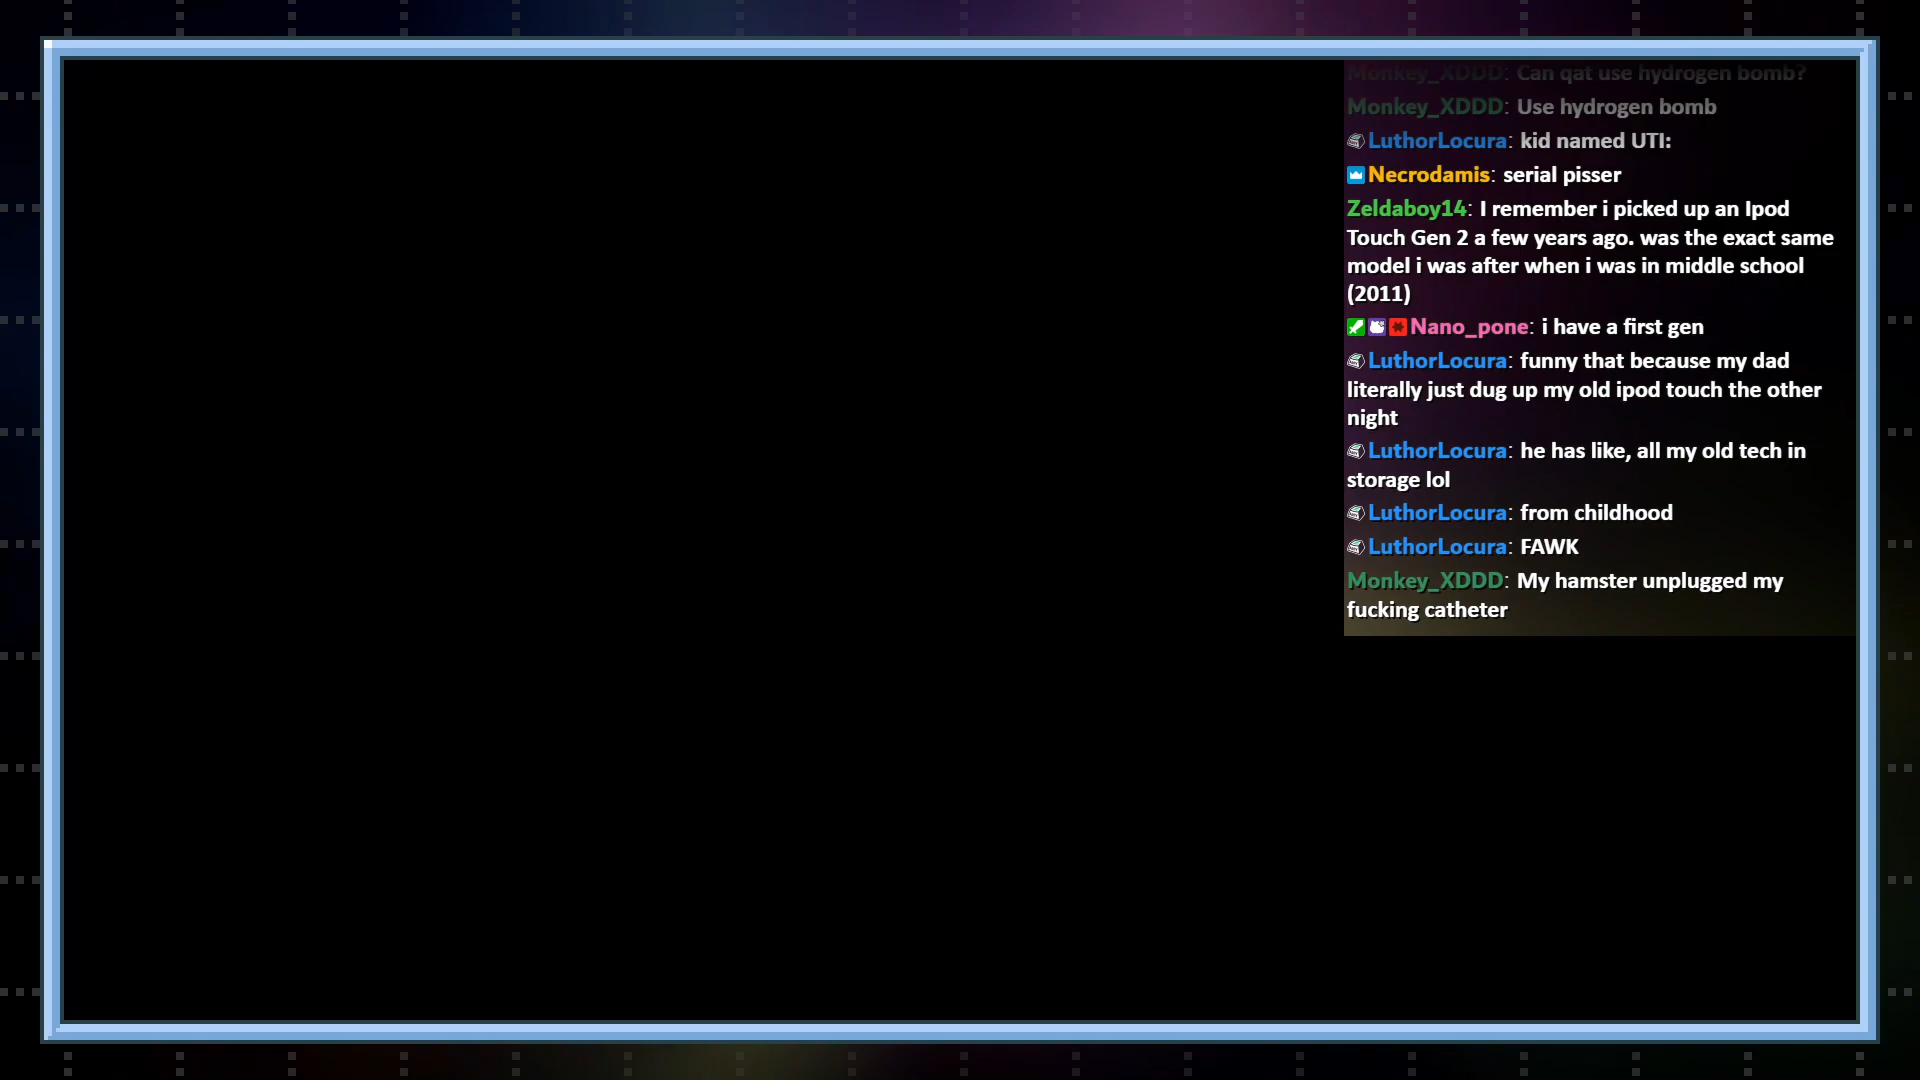 Monkey_XDDD: Can qat use hydrogen bomb?
Monkey_XDDD: Use hydrogen bomb
LuthorLocura: kid named UTI:
Necrodamis: serial pisser
Zeldaboy14: I remember i picked up an Ipod
Touch Gen 2 a few years ago. was the exact same
model i was after when i was in middle school
(2011)
Nano_pone: i have a first gen
LuthorLocura: funny that because my dad
literally just dug up my old ipod touch the other
night
LuthorLocura: he has like, all my old tech in
storage lol
LuthorLocura: from childhood
LuthorLocura: FAWK
Monkey_XDDD: My hamster unplugged my
fucking catheter